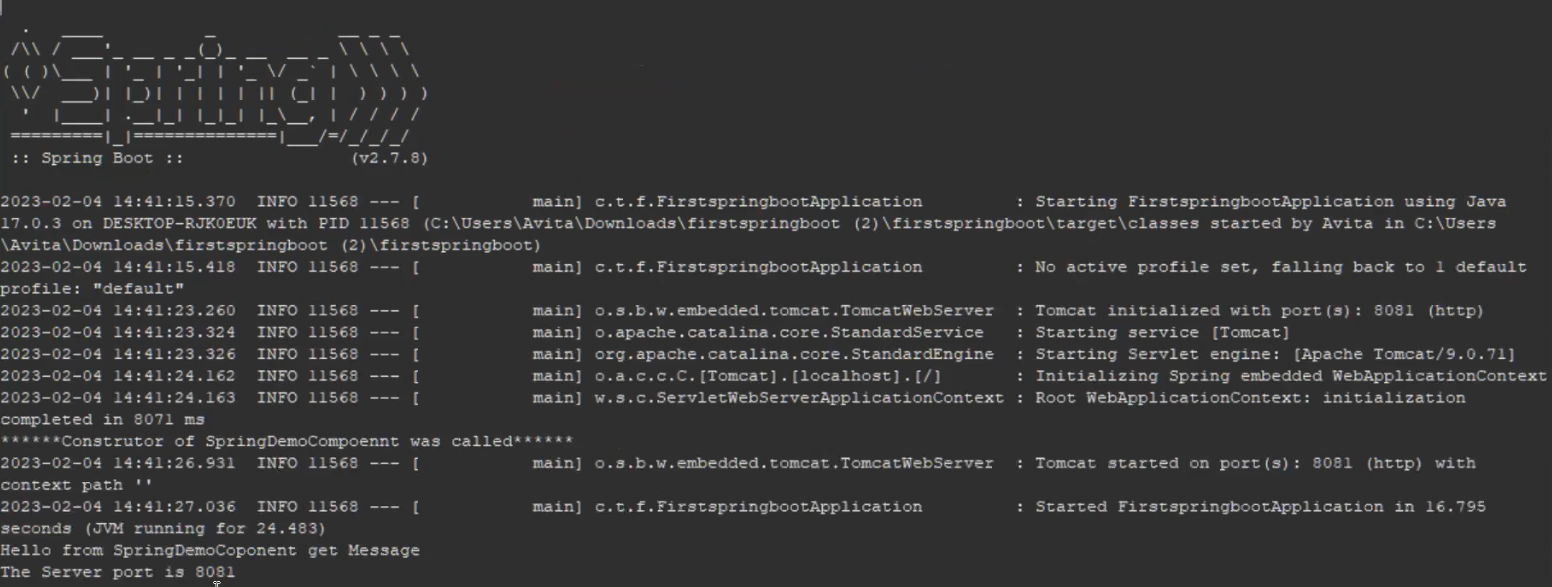 .   ____          _            __ _ _
 /\\ / ___'_ __ _ _(_)_ __  __ _ \ \ \ \
( ( )\___ | '_ | '_| | '_ \/ _` | \ \ \ \
 \\/  ___)| |_)| | | | | || (_| |  ) ) ) )
  '  |____| .__|_| |_|_| |_\__, | / / / /
 =========|_|==============|___/=/_/_/_/
 :: Spring Boot ::                (v2.7.8)
2023-02-04 14:41:15.370  INFO 11568 --- [           main] c.t.f.FirstspringbootApplication         : Starting FirstspringbootApplication using Java
17.0.3 on DESKTOP-RJK0EUK with PID 11568 (C:\Users\Avita\Downloads\firstspringboot (2)\firstspringboot\target\classes started by Avita in C:\Users
\Avita\Downloads\firstspringboot (2)\firstspringboot)
2023-02-04 14:41:15.418  INFO 11568 --- [           main] c.t.f.FirstspringbootApplication         : No active profile set, falling back to 1 default
profile: "default"
2023-02-04 14:41:23.260  INFO 11568 --- [           main] o.s.b.w.embedded.tomcat.TomcatWebServer  : Tomcat initialized with port(s): 8081 (http)
2023-02-04 14:41:23.324  INFO 11568 --- [           main] o.apache.catalina.core.StandardService   : Starting service [Tomcat]
2023-02-04 14:41:23.326  INFO 11568 --- [           main] org.apache.catalina.core.StandardEngine  : Starting Servlet engine: [Apache Tomcat/9.0.71]
2023-02-04 14:41:24.162  INFO 11568 --- [           main] o.a.c.c.C.[Tomcat].[localhost].[/]       : Initializing Spring embedded WebApplicationContext
2023-02-04 14:41:24.163  INFO 11568 --- [           main] w.s.c.ServletWebServerApplicationContext : Root WebApplicationContext: initialization
completed in 8071 ms
******Construtor of SpringDemoCompoennt was called******
2023-02-04 14:41:26.931  INFO 11568 --- [           main] o.s.b.w.embedded.tomcat.TomcatWebServer  : Tomcat started on port(s): 8081 (http) with
context path ''
2023-02-04 14:41:27.036  INFO 11568 --- [           main] c.t.f.FirstspringbootApplication         : Started FirstspringbootApplication in 16.795
seconds (JVM running for 24.483)
Hello from SpringDemoCoponent get Message
The Server port is 8081